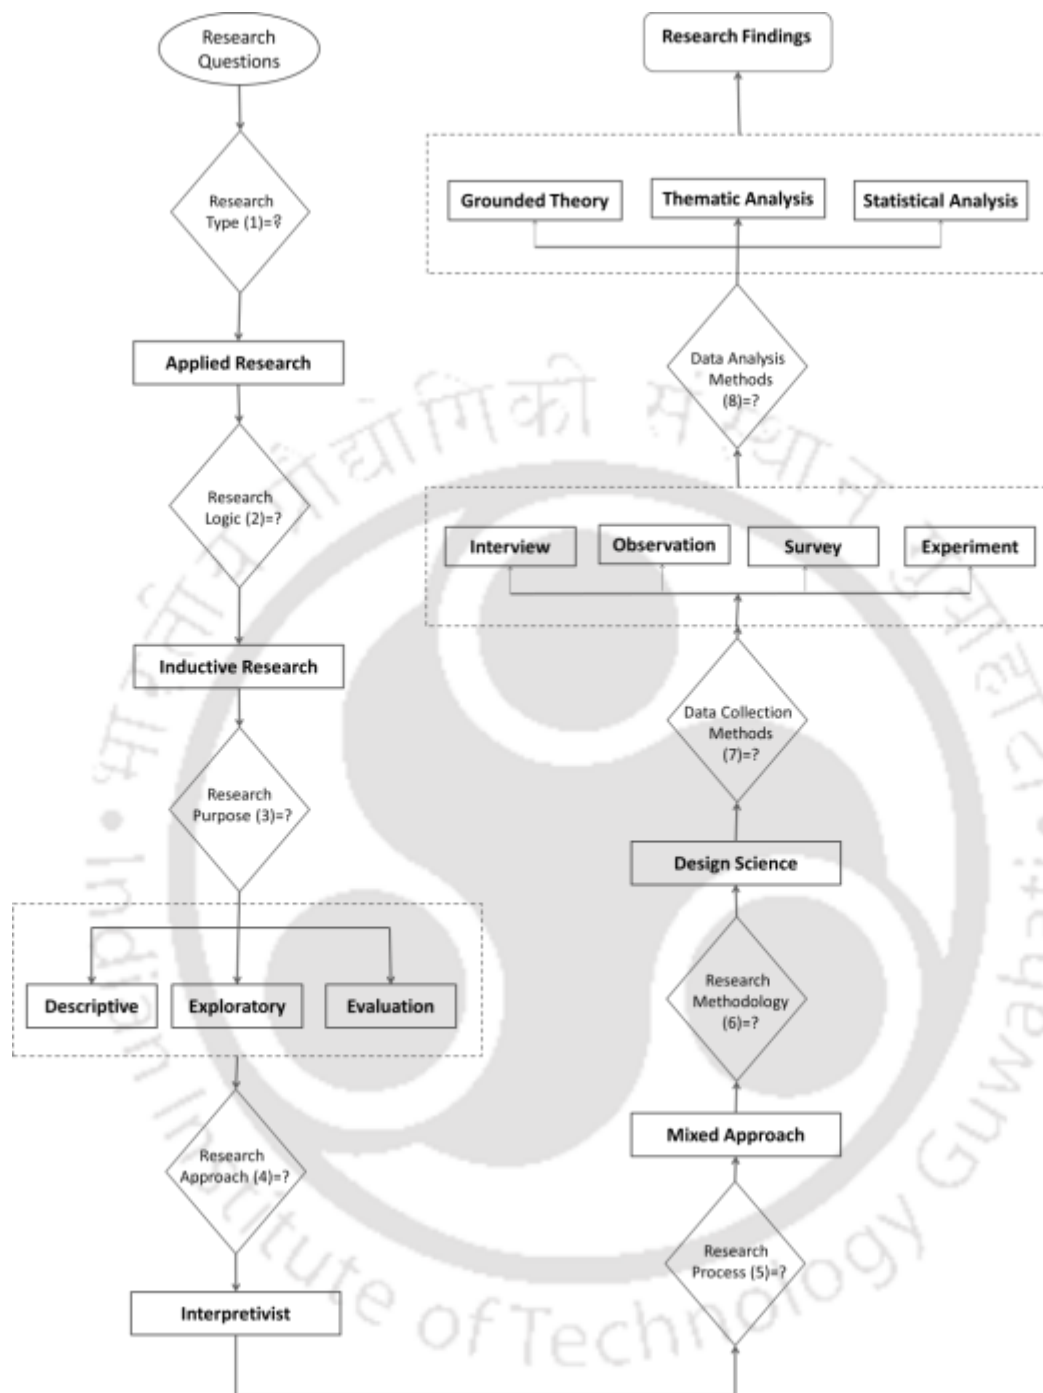 Research
Questions
Research
Type (1)=?
Applied Research
Research
Logic (2)=?
Inductive Research
Research
Purpose (3)=?
Descriptive
Exploratory
Evaluation
Research
Approach (4)=?
Interpretivist
Research
Process (5)=?
Mixed Approach
Research
Methodology
(6)=?
Design Science
Data Collection
Methods
(7)=?
Interview
Observation
Survey
Experiment
Data Analysis
Methods
(8)=?
Grounded Theory
Thematic Analysis
Statistical Analysis
Research Findings
भारतीय प्रौद्योगिकी संस्थान गुवाहाटी
Indian Institute of Technology Guwahati